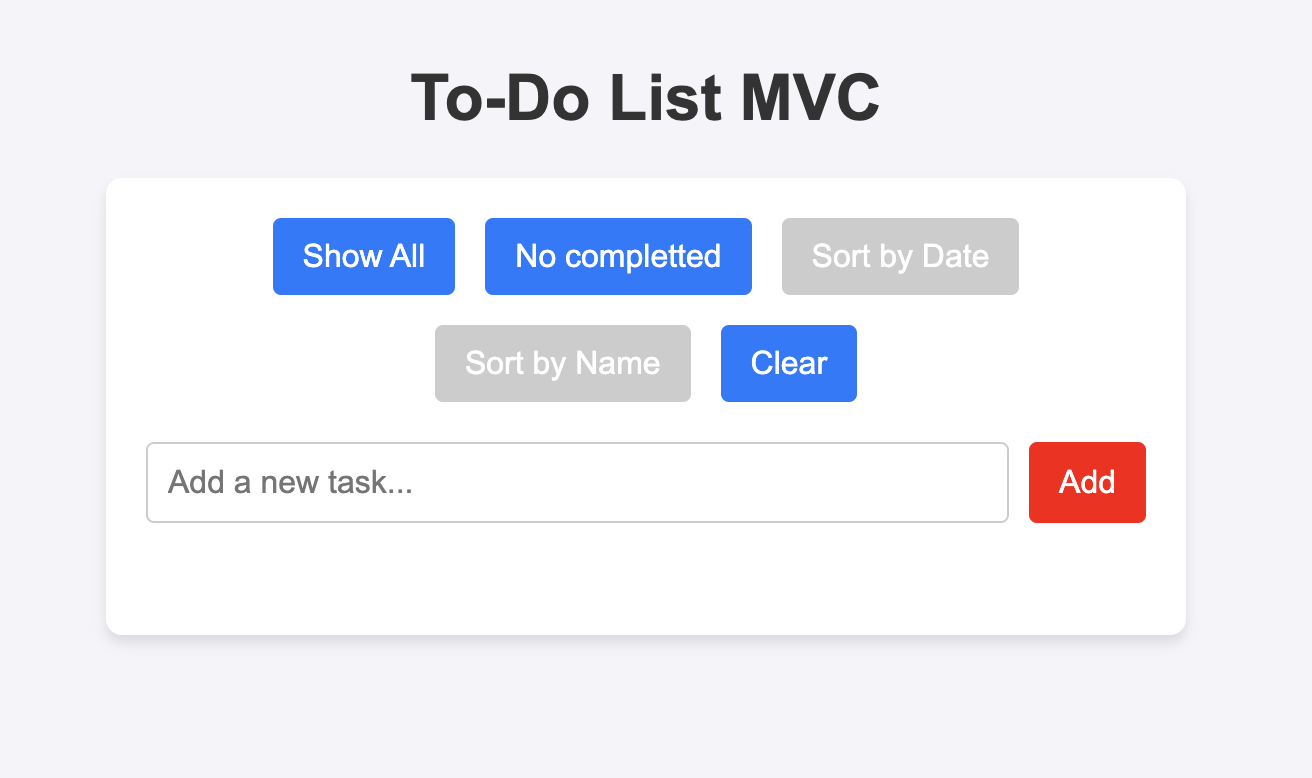 To-Do List MVC
Show All
No completted
Sort by Date
Sort by Name
Clear
Add a new task...
Add